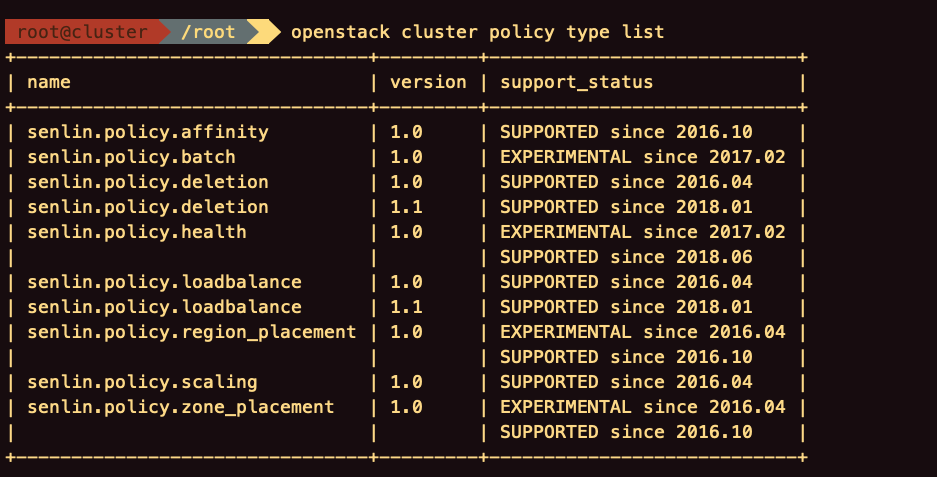 root@cluster /root openstack cluster policy type list
+--------------------------------+---------+----------------------------+
| name                           | version | support_status             |
+--------------------------------+---------+----------------------------+
| senlin.policy.affinity         | 1.0     | SUPPORTED since 2016.10    |
| senlin.policy.batch            | 1.0     | EXPERIMENTAL since 2017.02 |
| senlin.policy.deletion         | 1.0     | SUPPORTED since 2016.04    |
| senlin.policy.deletion         | 1.1     | SUPPORTED since 2018.01    |
| senlin.policy.health           | 1.0     | EXPERIMENTAL since 2017.02 |
|                                |         | SUPPORTED since 2018.06    |
| senlin.policy.loadbalance      | 1.0     | SUPPORTED since 2016.04    |
| senlin.policy.loadbalance      | 1.1     | SUPPORTED since 2018.01    |
| senlin.policy.region_placement | 1.0     | EXPERIMENTAL since 2016.04 |
|                                |         | SUPPORTED since 2016.10    |
| senlin.policy.scaling          | 1.0     | SUPPORTED since 2016.04    |
| senlin.policy.zone_placement   | 1.0     | EXPERIMENTAL since 2016.04 |
|                                |         | SUPPORTED since 2016.10    |
+--------------------------------+---------+----------------------------+